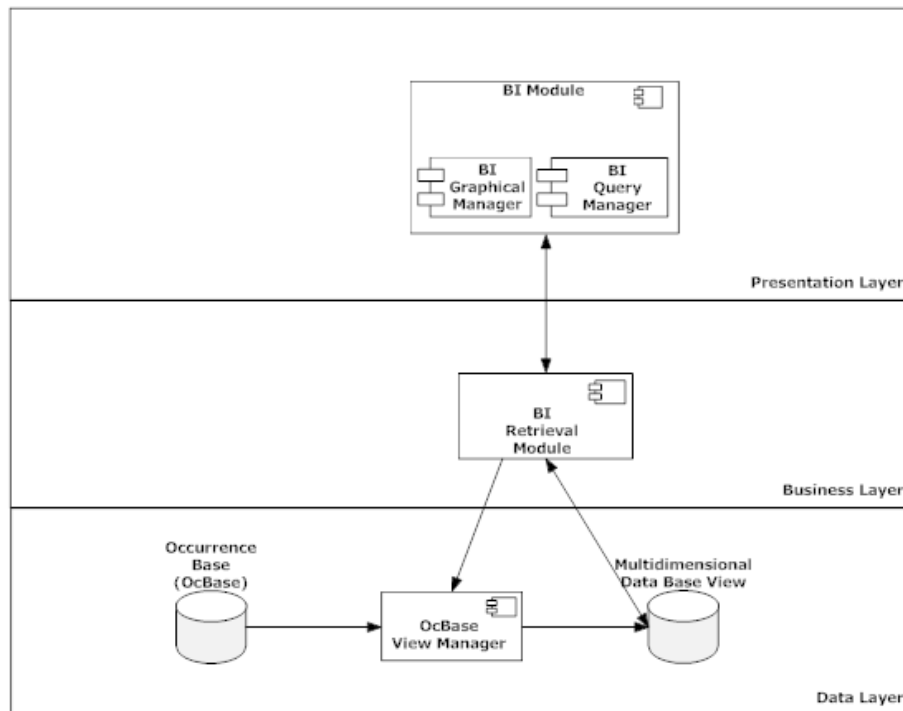 BI Module
BI
Graphical
Manager
BI
Query
Manager
Presentation Layer
BI
Retrieval
Module
Business Layer
Occurrence
Base
(OcBase)
OcBase
View Manager
Multidimensional
Data Base View
Data Layer